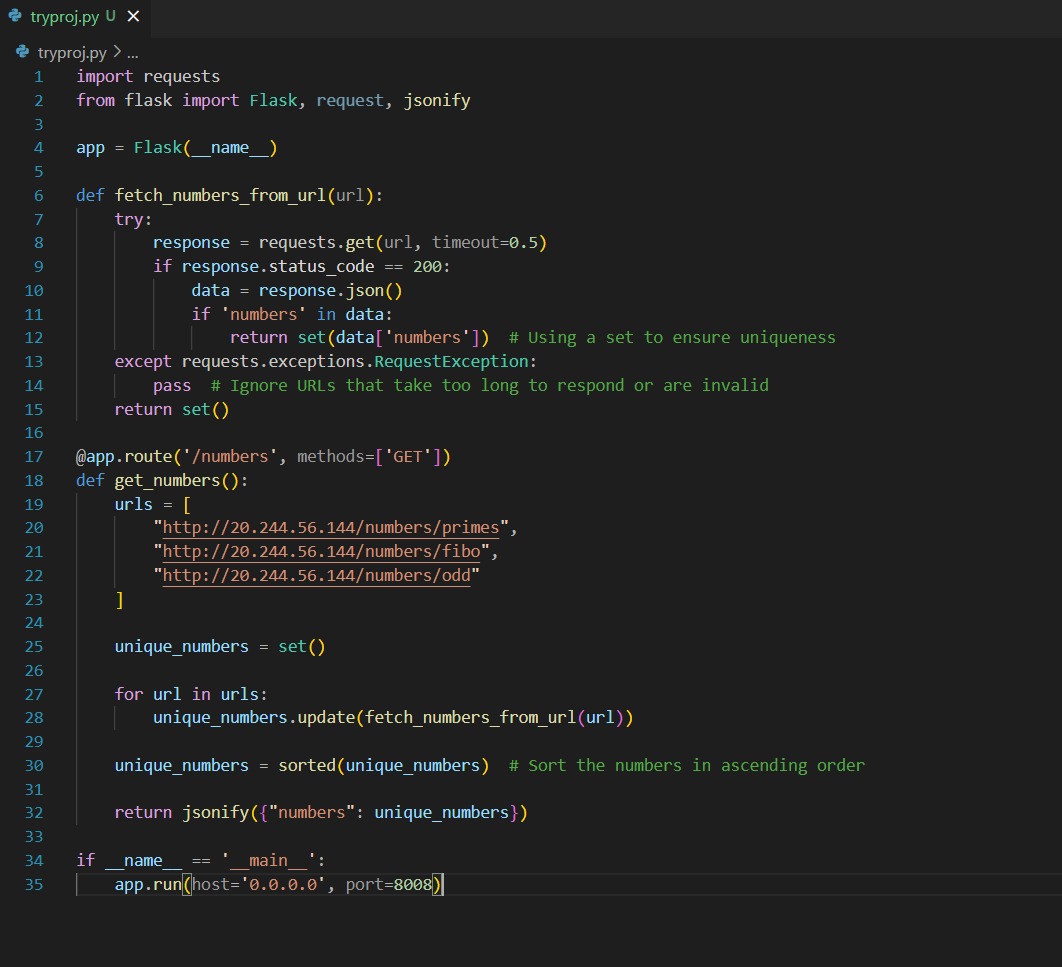 tryproj.py U ×
tryproj.py > ...
1 import requests
2 from flask import Flask, request, jsonify
3
4 app = Flask(__name__)
5
6 def fetch_numbers_from_url(url):
7     try:
8         response = requests.get(url, timeout=0.5)
9         if response.status_code == 200:
10             data = response.json()
11             if 'numbers' in data:
12                 return set(data['numbers'])  # Using a set to ensure uniqueness
13     except requests.exceptions.RequestException:
14         pass  # Ignore URLs that take too long to respond or are invalid
15     return set()
16
17 @app.route('/numbers', methods=['GET'])
18 def get_numbers():
19     urls = [
20         "http://20.244.56.144/numbers/primes",
21         "http://20.244.56.144/numbers/fibo",
22         "http://20.244.56.144/numbers/odd"
23     ]
24
25     unique_numbers = set()
26
27     for url in urls:
28         unique_numbers.update(fetch_numbers_from_url(url))
29
30     unique_numbers = sorted(unique_numbers)  # Sort the numbers in ascending order
31
32     return jsonify({"numbers": unique_numbers})
33
34 if __name__ == '__main__':
35     app.run(host='0.0.0.0', port=8008)